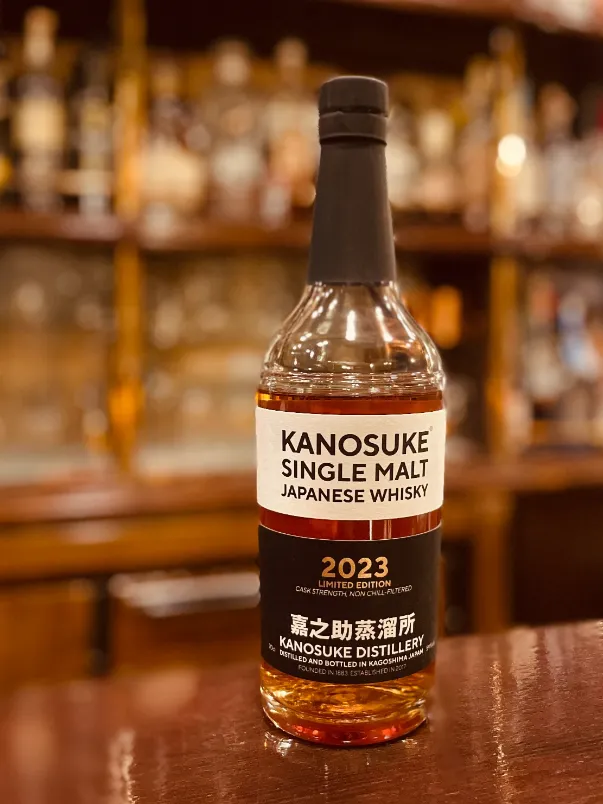 KANOSUKE®
SINGLE MALT
JAPANESE WHISKY
2023
LIMITED EDITION
CASK STRENGTH, NON CHILL-FILTERED
嘉之助蒸溜所
KANOSUKE DISTILLERY
DISTILLED AND BOTTLED IN KAGOSHIMA JAPAN
FOUNDED IN 1883 ESTABLISHED IN 2017